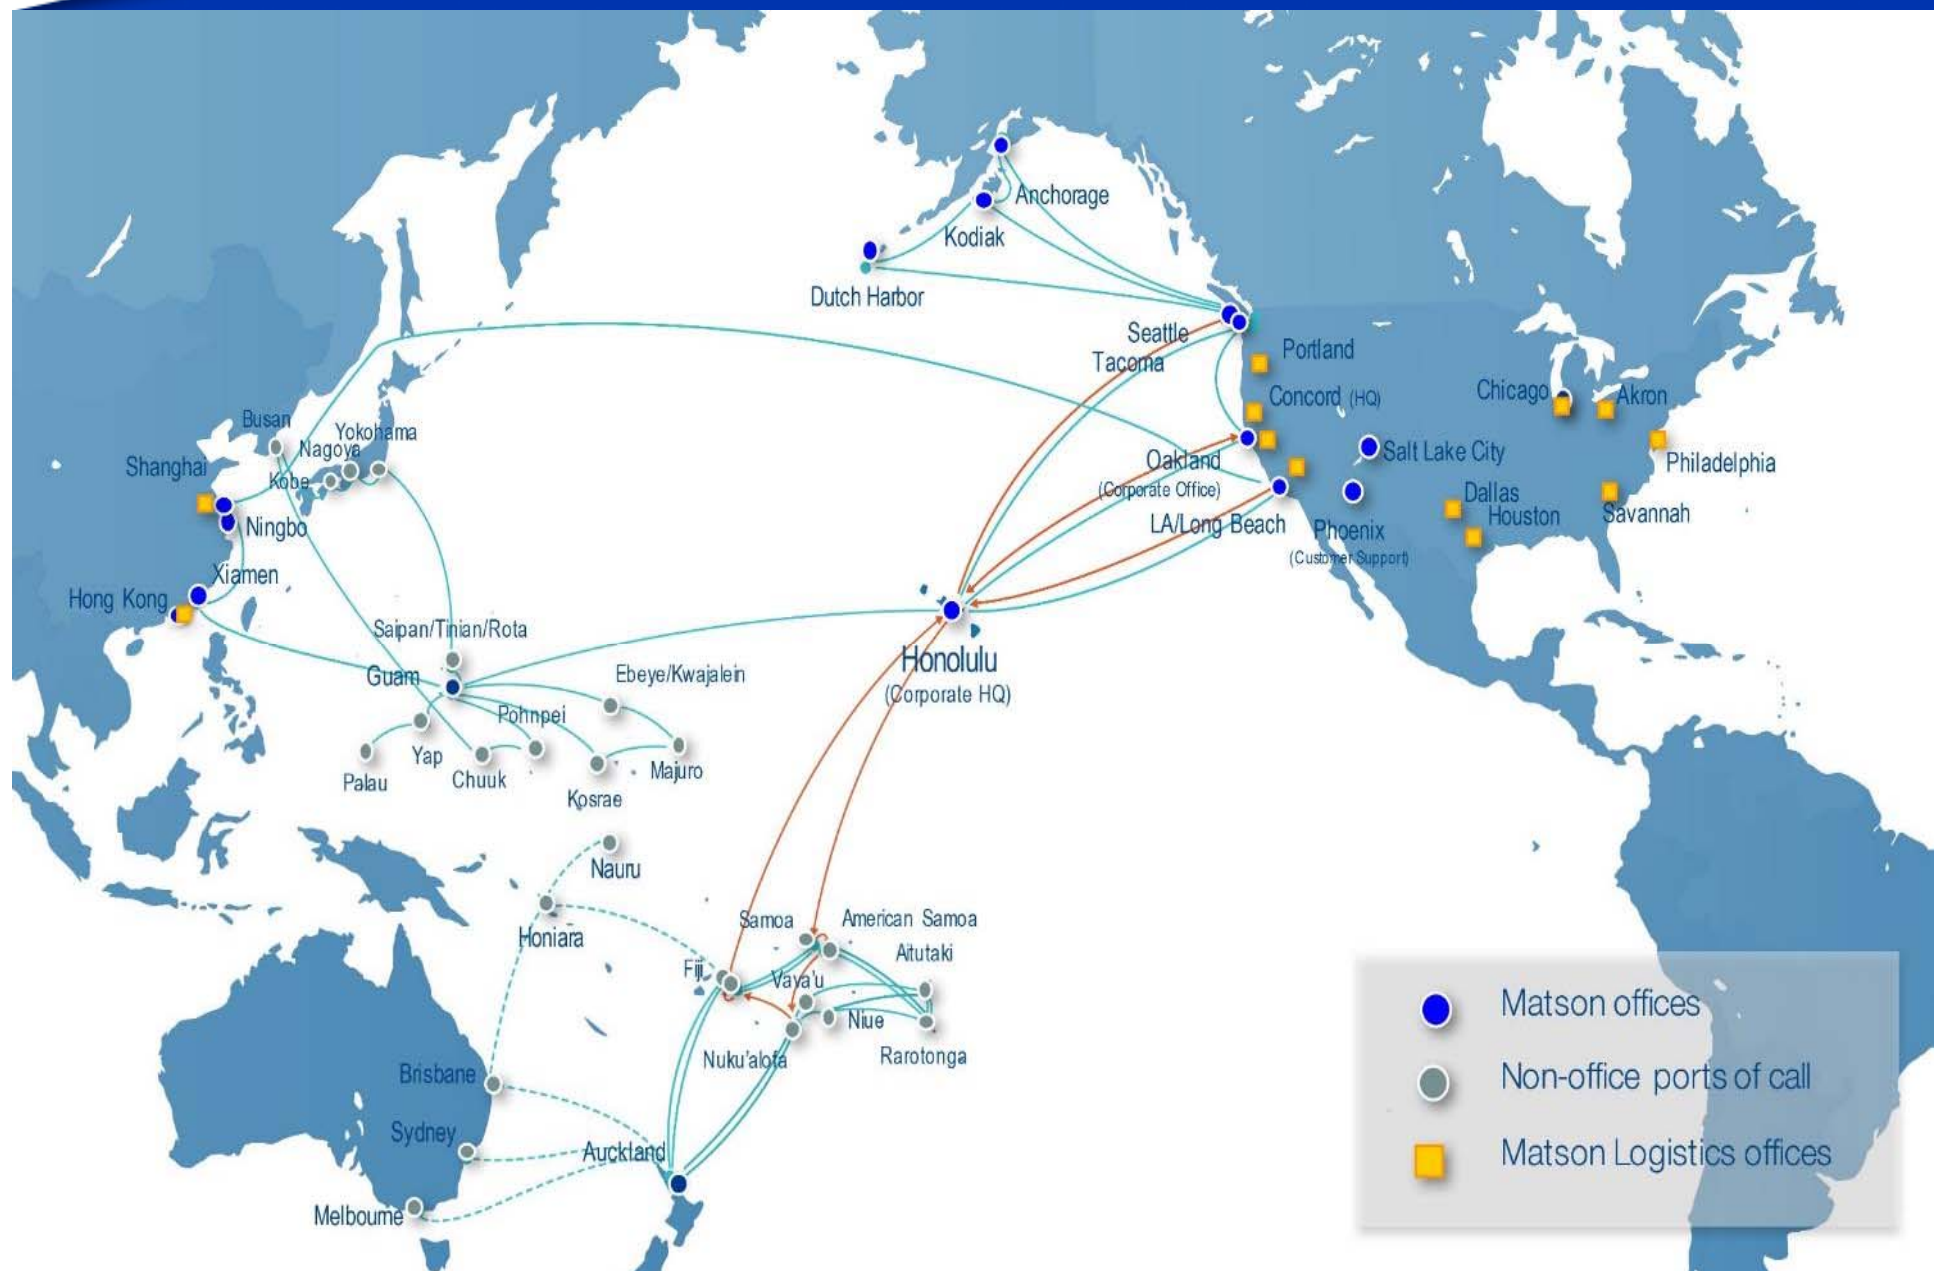 Anchorage
Kodiak
Dutch Harbor
Seattle
Tacoma
Portland
Concord (HQ)
Chicago
Akron
Busan
Nagoya
Yokohama
Shanghai
Kobe
Oakland
(Corporate Office)
Salt Lake City
Philadelphia
Ningbo
LA/Long Beach
Phoenix
(Customer Support)
Dallas
Houston
Savannah
Xiamen
Hong Kong
Saipan/Tinian/Rota
Guam
Ebeye/Kwajalein
Honolulu
(Corporate HQ)
Pohnpei
Yap
Palau
Chuuk
Kosrae
Majuro
Nauru
Honiara
Samoa
American Samoa
Aitutaki
Fiji
Vava'u
Niue
Nuku'alofa
Rarotonga
Brisbane
Sydney
Auckland
Melbourne
Matson offices
Non-office ports of call
Matson Logistics offices